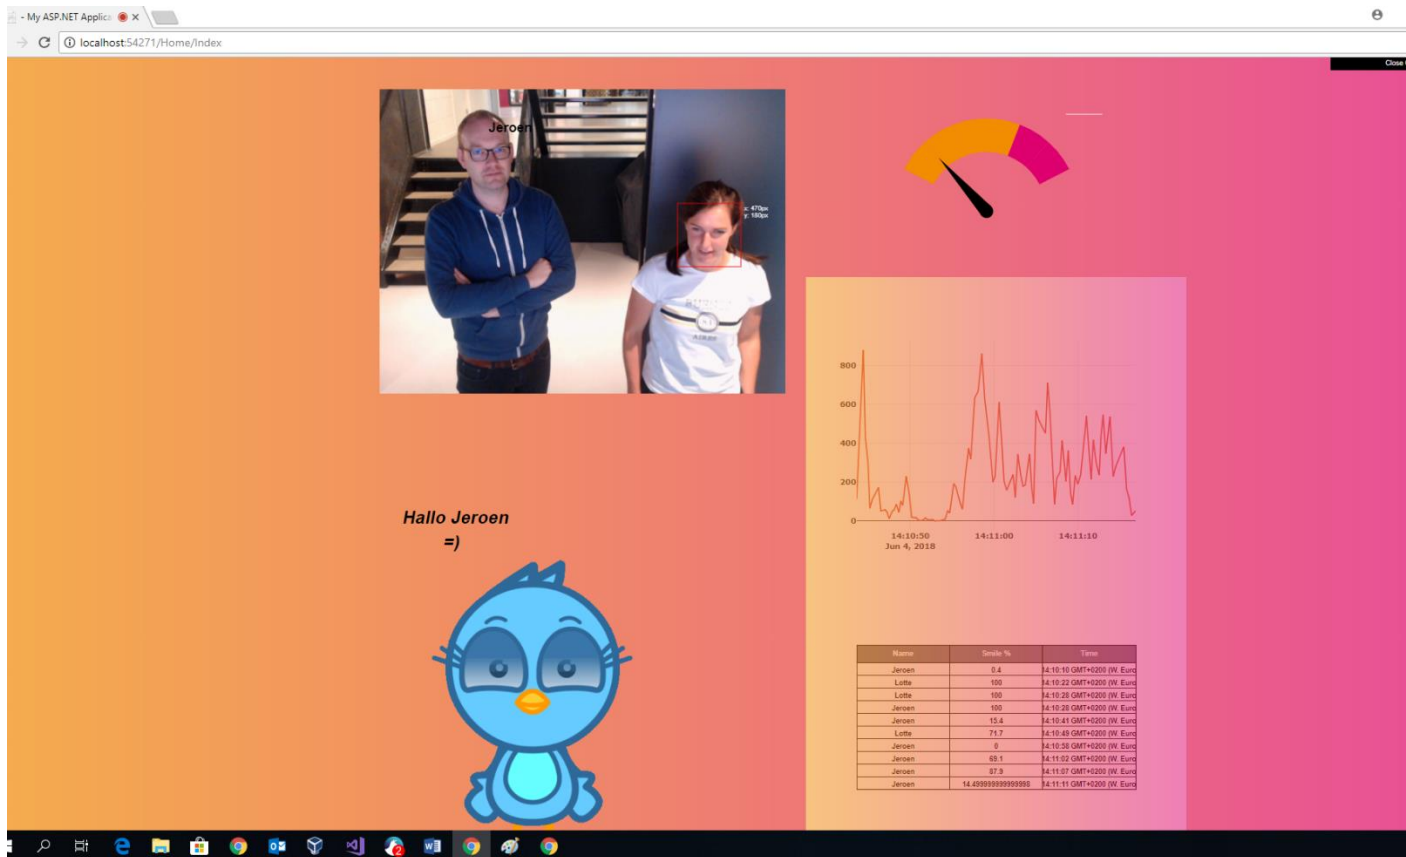 - My ASP.NET Applica
localhost:54271/Home/Index
Close
Jeroen
x: 470px
y: 180px
800
600
400
200
0
14:10:50 14:11:00 14:11:10
Jun 4, 2018
Hallo Jeroen
=)
Name Smile % Time
Jeroen 0.4 14:10:10 GMT+0200 (W. Euro
Lotte 100 14:10:22 GMT+0200 (W. Euro
Lotte 100 14:10:28 GMT+0200 (W. Euro
Jeroen 100 14:10:28 GMT+0200 (W. Euro
Jeroen 15.4 14:10:41 GMT+0200 (W. Euro
Lotte 71.7 14:10:49 GMT+0200 (W. Euro
Jeroen 0 14:10:58 GMT+0200 (W. Euro
Jeroen 69.1 14:11:02 GMT+0200 (W. Euro
Jeroen 87.9 14:11:07 GMT+0200 (W. Euro
Jeroen 14.499999999999998 14:11:11 GMT+0200 (W. Euro
2